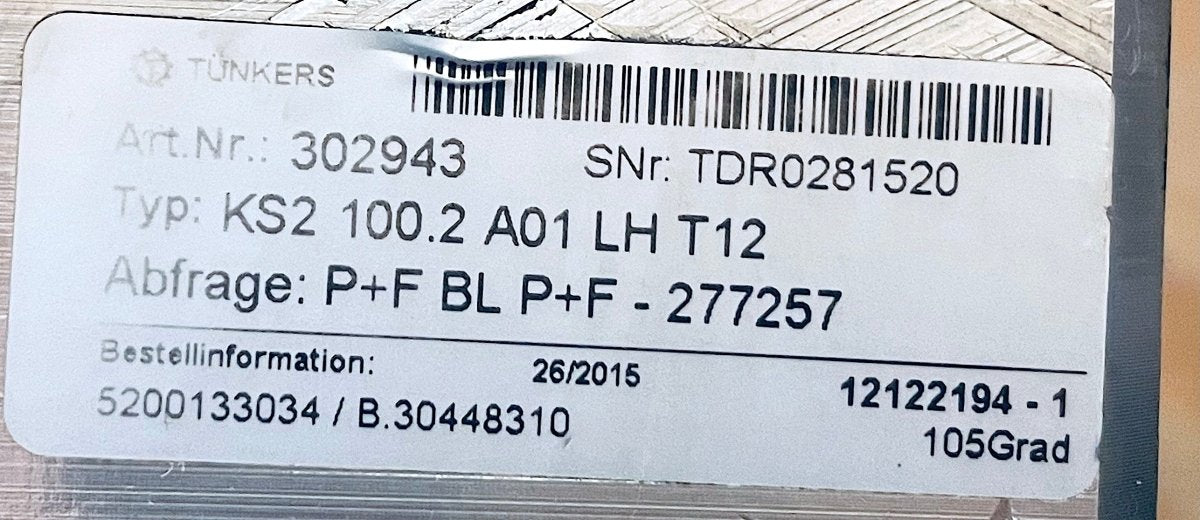 TÜNKERS
Art.Nr.: 302943 SNr: TDR0281520
Typ: KS2 100.2 A01 LH T12
Abfrage: P+F BL P+F - 277257
Bestellinformation: 26/2015 12122194 - 1
5200133034 / B.30448310 105Grad